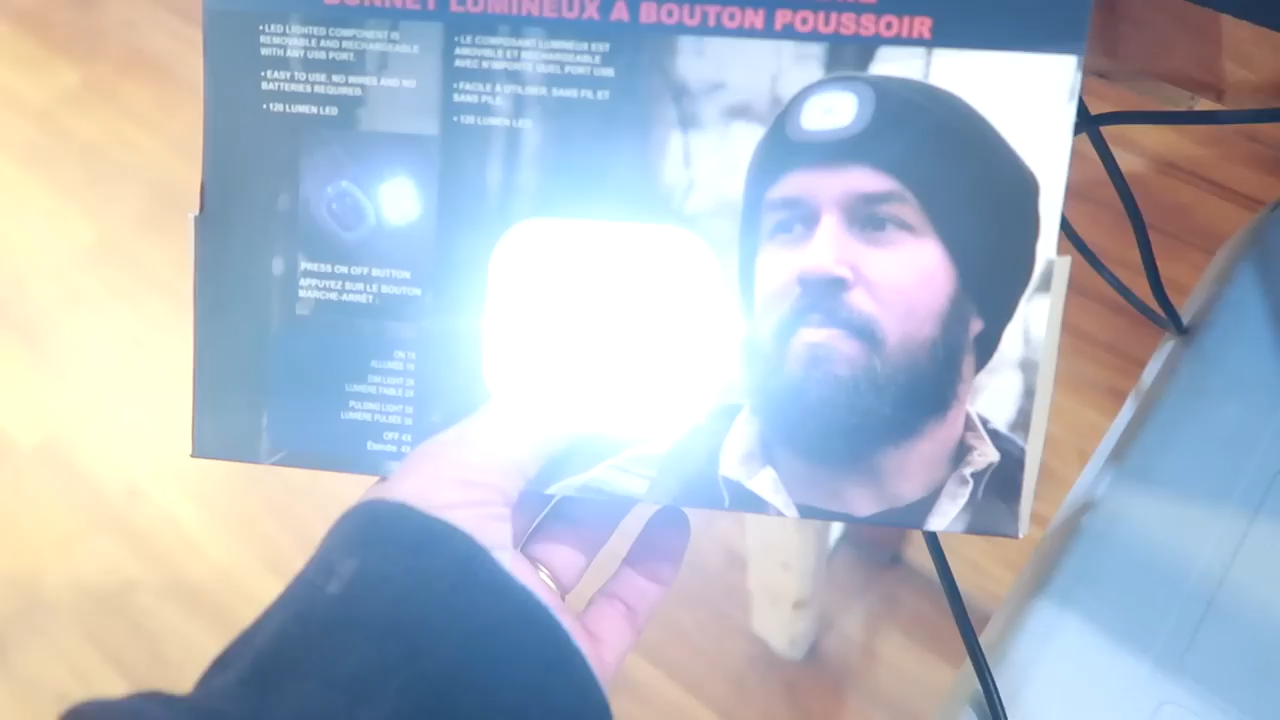 BONNET LUMINEUX À BOUTON POUSSOIR
• LED LIGHTED COMPONENT IS
REMOVABLE AND RECHARGEABLE
WITH ANY USB PORT.
• EASY TO USE, NO WIRES AND NO
BATTERIES REQUIRED.
• 120 LUMEN LED
• LE COMPOSANT LUMINEUX EST
AMOVIBLE ET RECHARGEABLE
AVEC N'IMPORTE QUEL PORT USB
• FACILE À UTILISER, SANS FIL ET
SANS PILE.
• 120 LUMEN LED
PRESS ON OFF BUTTON
APPUYEZ SUR LE BOUTON
MARCHE-ARRÊT :
ON 1X
ALLUMÉE 1X
DIM LIGHT 2X
LUMIÈRE FAIBLE 2X
PULSING LIGHT 3X
LUMIÈRE PULSÉE 3X
OFF 4X
Éteindre 4X